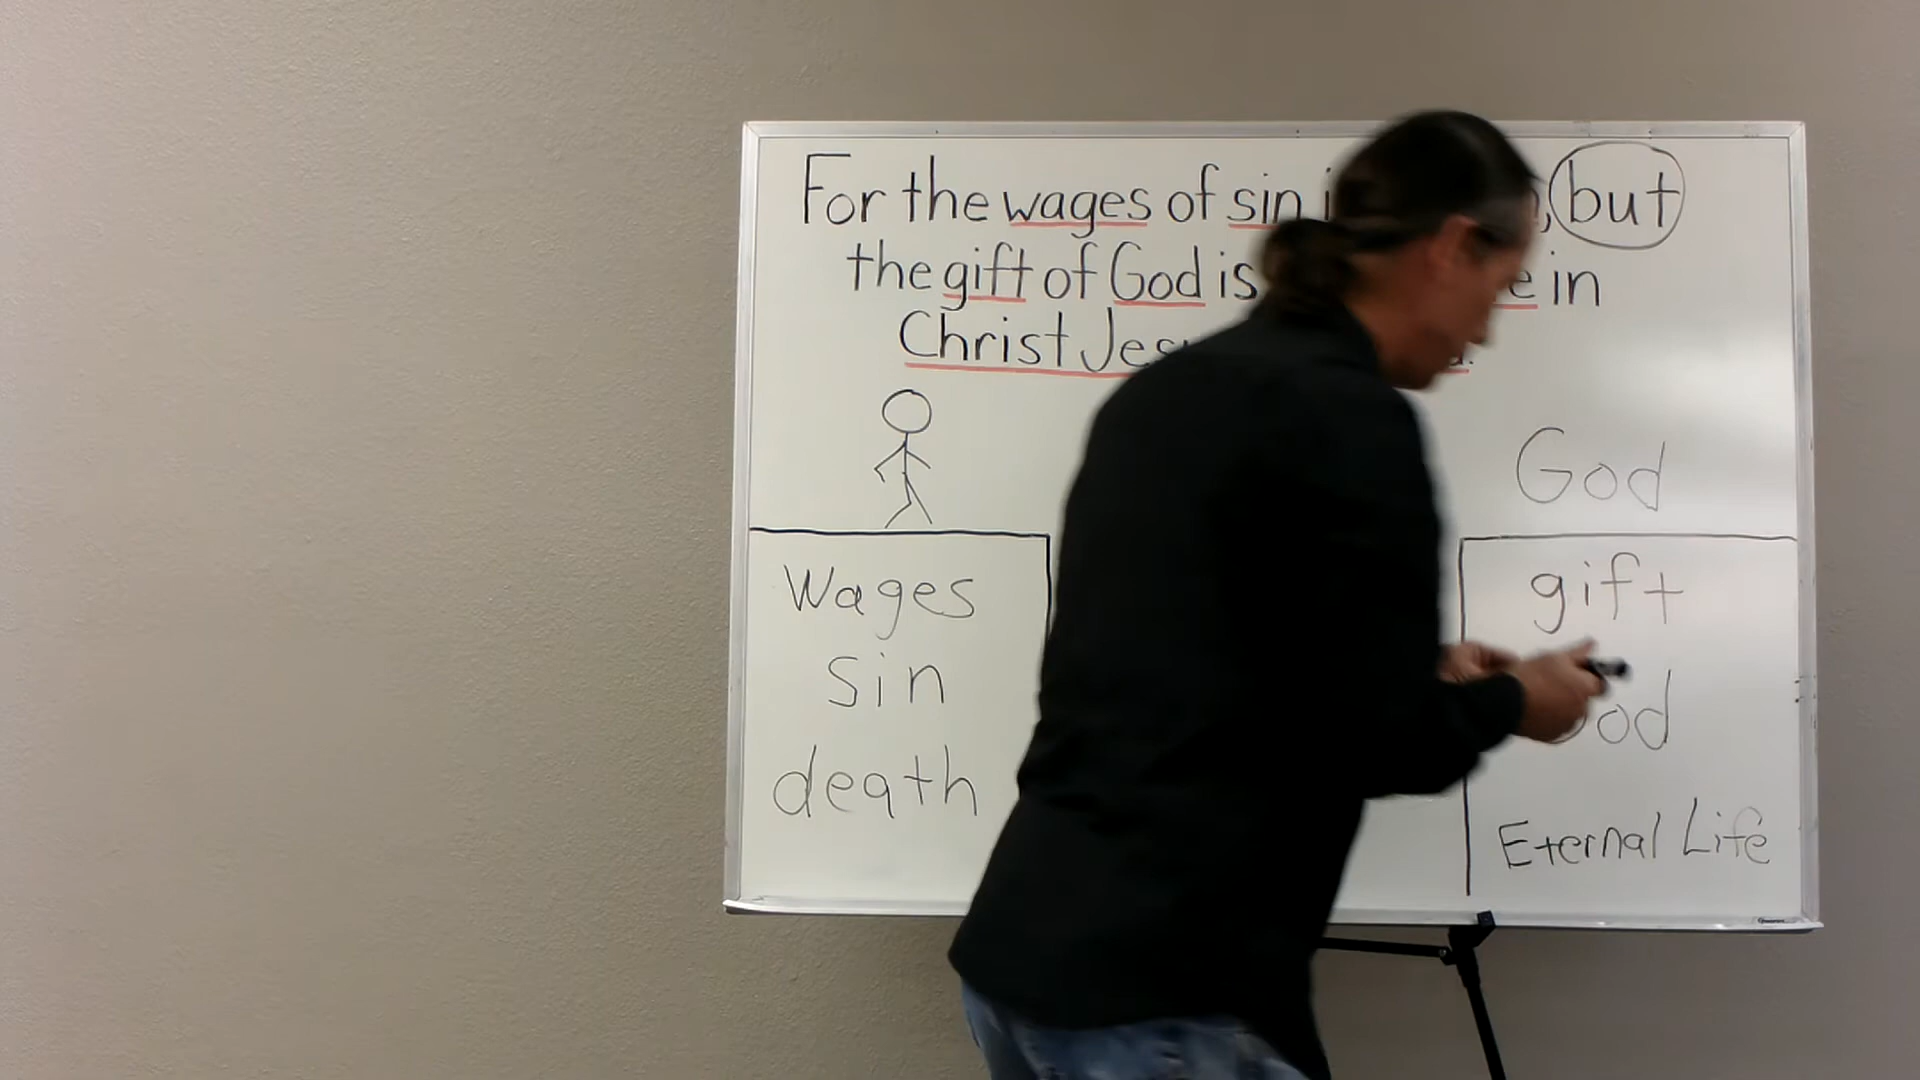 For the wages of sin but
the gift of God is in
Christ
God
Wages
sin
death
gift
Eternal Life